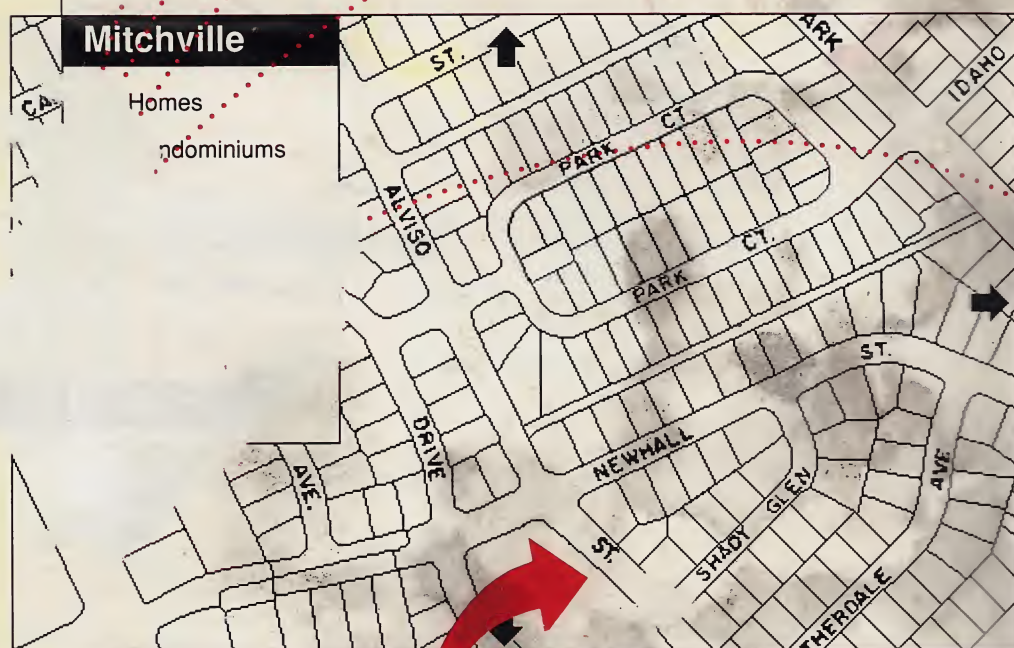 Mitchville
Homes
ndominiums
CA
ST.
ARK
IDAHO
PARK CT.
ALVISO
PARK CT.
ST.
DRIVE
NEWHALL
AVE.
GLEN
AVE
ST.
SHADY
THERDALE